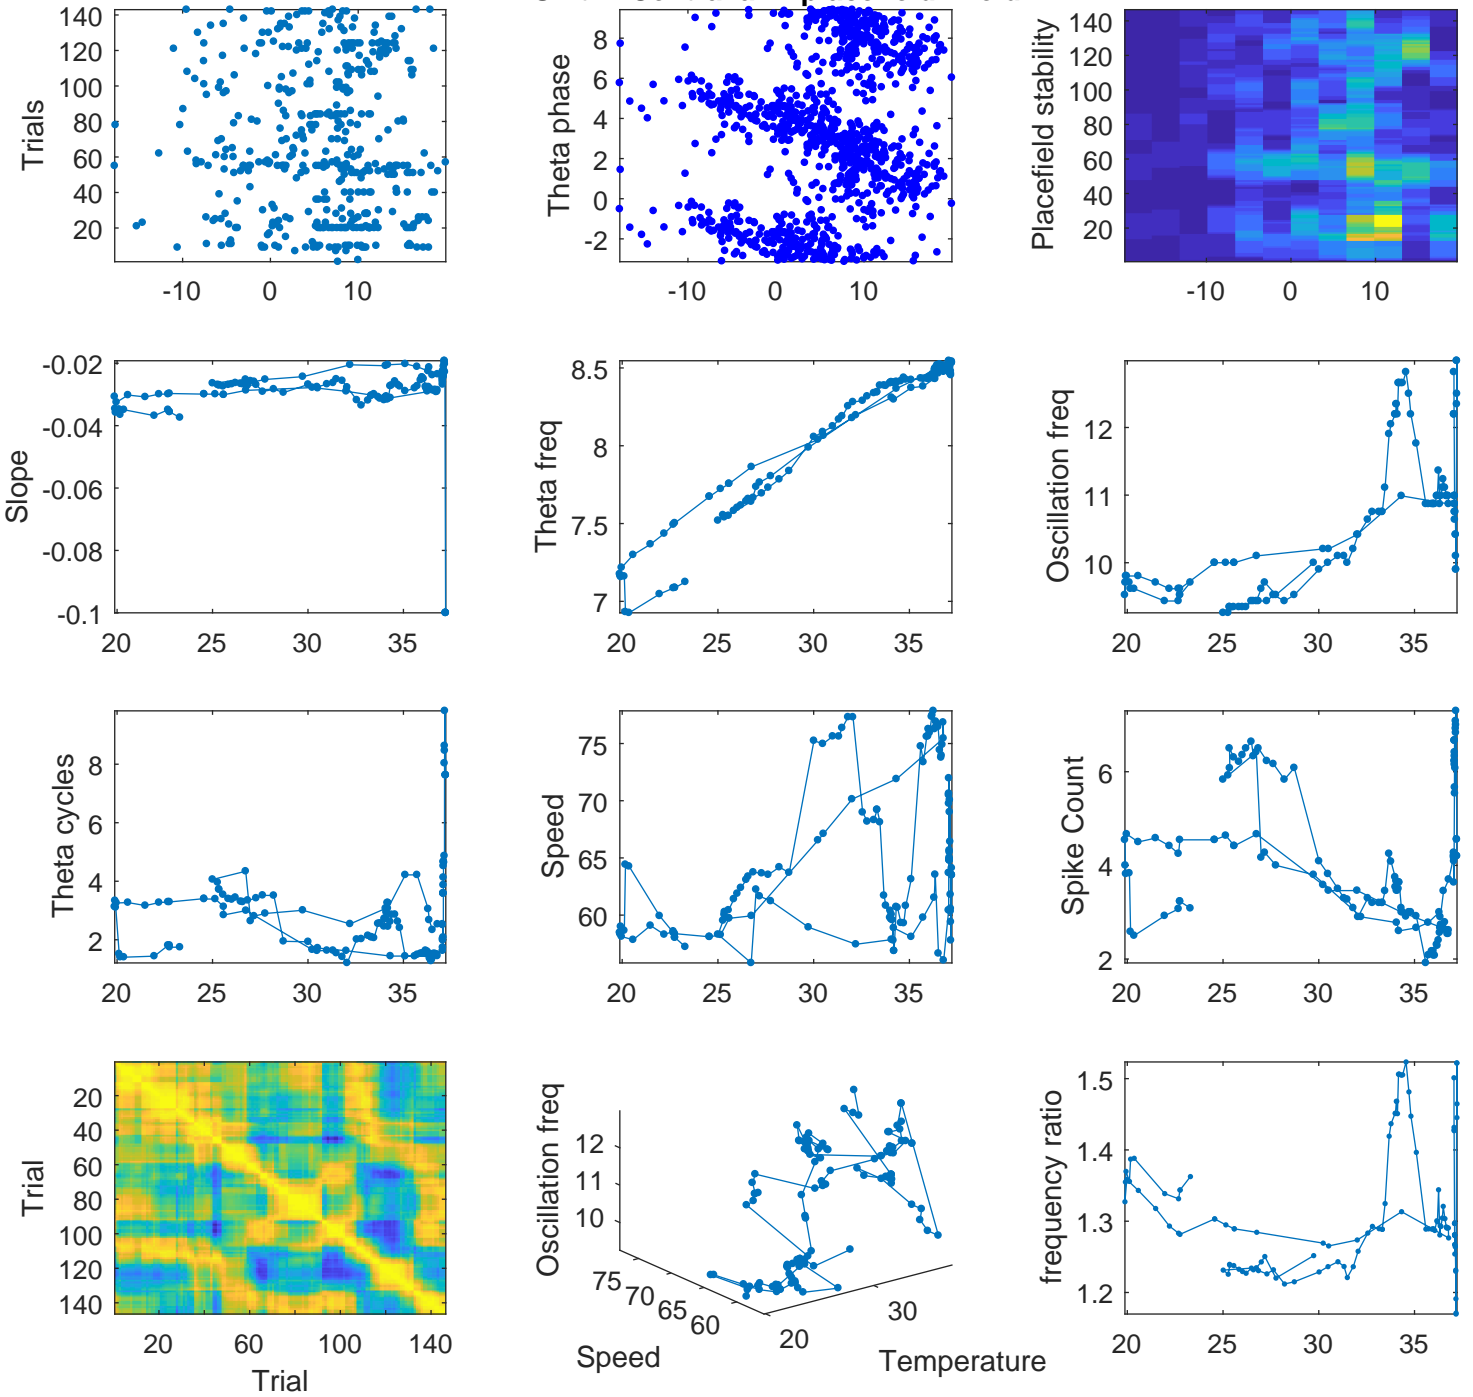 140
120
100
80
60
40
20
Trials
-10 0 10
8
6
4
2
0
-2
Theta phase
-10 0 10
140
120
100
80
60
40
20
Placefield stability
-10 0 10
-0.02
-0.04
-0.06
-0.08
-0.1
Slope
20 25 30 35
8.5
8
7.5
7
Theta freq
20 25 30 35
12
11
10
Oscillation freq
20 25 30 35
8
6
4
2
Theta cycles
20 25 30 35
75
70
65
60
Speed
20 25 30 35
6
4
2
Spike Count
20 25 30 35
20
40
60
80
100
120
140
Trial
20 60 100 140
Trial
12
11
10
Oscillation freq
75
70
65
60
Speed
20
30
Temperature
1.5
1.4
1.3
1.2
frequency ratio
20 25 30 35